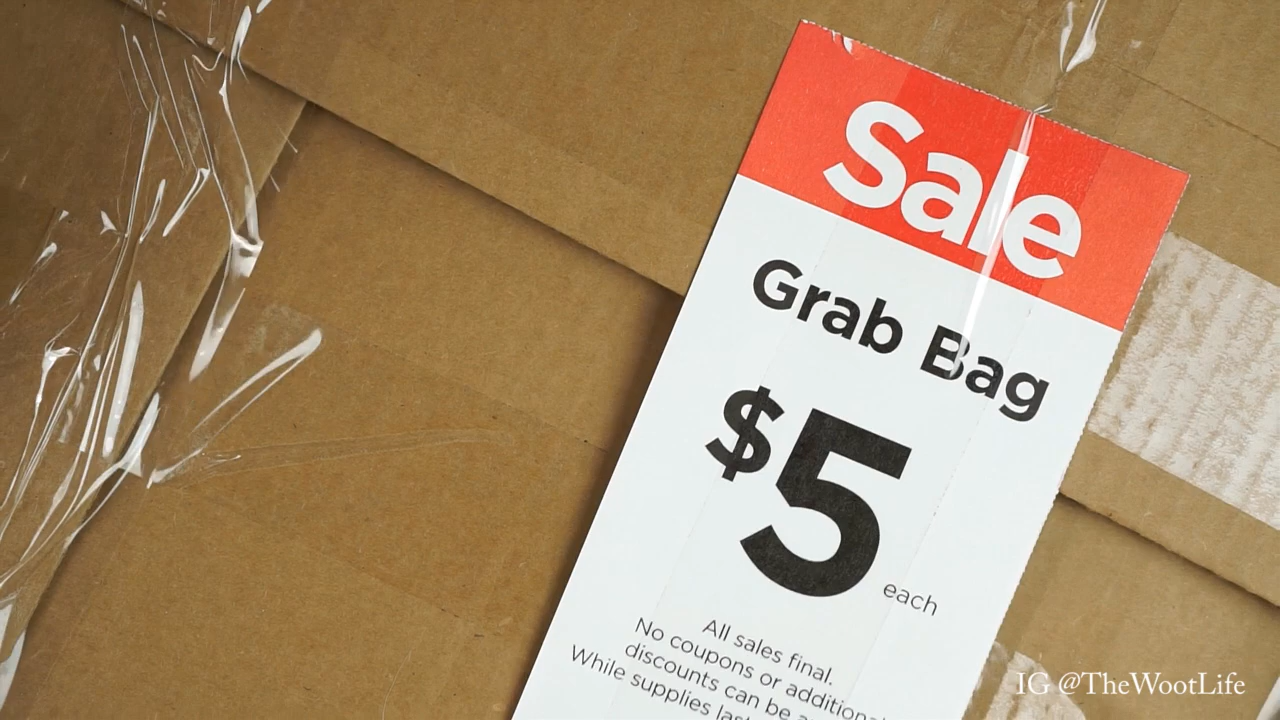 Sale
Grab Bag
$5 each
All sales final.
No coupons or additional
discounts can be
While supplies last
IG @TheWootLife